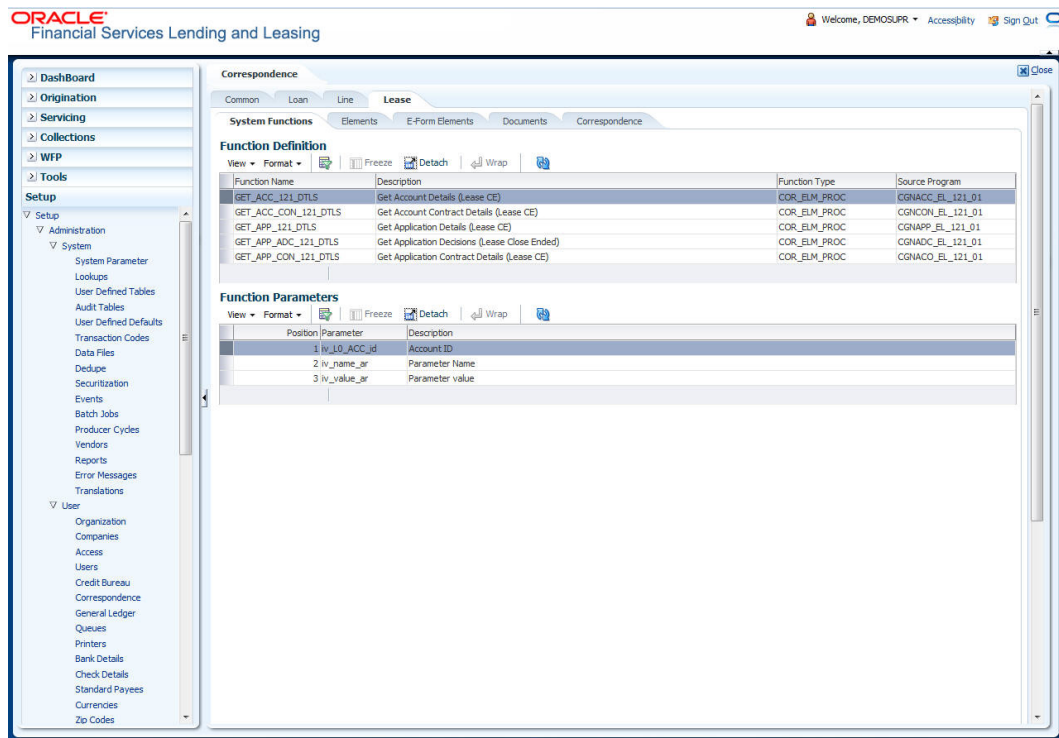 ORACLE
Financial Services Lending and Leasing
Welcome, DEMOSUPR Accessibility Sign Out
DashBoard
Origination
Servicing
Collections
WFP
Tools
Setup
Setup
Administration
System
System Parameter
Lookups
User Defined Tables
Audit Tables
User Defined Defaults
Transaction Codes
Data Files
Dedupe
Securitization
Events
Batch Jobs
Producer Cycles
Vendors
Reports
Error Messages
Translations
User
Organization
Companies
Access
Users
Credit Bureau
Correspondence
General Ledger
Queues
Printers
Bank Details
Check Details
Standard Payees
Currencies
Zip Codes
Correspondence
Close
Common Loan Line Lease
System Functions Elements E-Form Elements Documents Correspondence
Function Definition
View Format Freeze Detach Wrap
Function Name Description Function Type Source Program
GET_ACC_121_DTLS Get Account Details (Lease CE) COR_ELM_PROC CGNACC_EL_121_01
GET_ACC_CON_121_DTLS Get Account Contract Details (Lease CE) COR_ELM_PROC CGNCON_EL_121_01
GET_APP_121_DTLS Get Application Details (Lease CE) COR_ELM_PROC CGNAPP_EL_121_01
GET_APP_ADC_121_DTLS Get Application Decisions (Lease Close Ended) COR_ELM_PROC CGNADC_EL_121_01
GET_APP_CON_121_DTLS Get Application Contract Details (Lease CE) COR_ELM_PROC CGNACO_EL_121_01
Function Parameters
View Format Freeze Detach Wrap
Position Parameter Description
1 iv_L0_ACC_id Account ID
2 iv_name_ar Parameter Name
3 iv_value_ar Parameter value